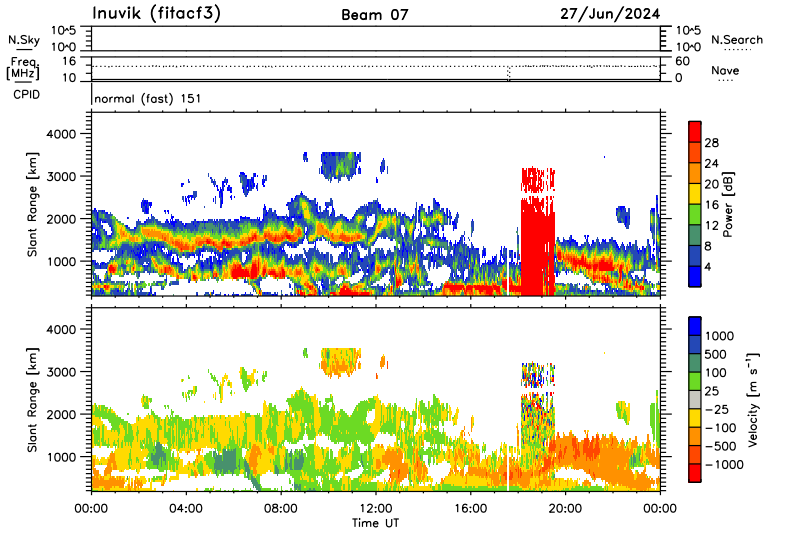 Inuvik (fitacf3) Beam 07 27/Jun/2024
N.Sky 10^5 10^0 10^5 10^0 N.Search
Freq. [MHz] 16 10 60 0 Nave
CPID normal (fast) 151
Slant Range [km] 4000 3000 2000 1000
Power [dB] 28 24 20 16 12 8 4
Slant Range [km] 4000 3000 2000 1000
Velocity [m s^-1] 1000 500 100 25 −25 −100 −500 −1000
00:00 04:00 08:00 12:00 16:00 20:00 00:00
Time UT